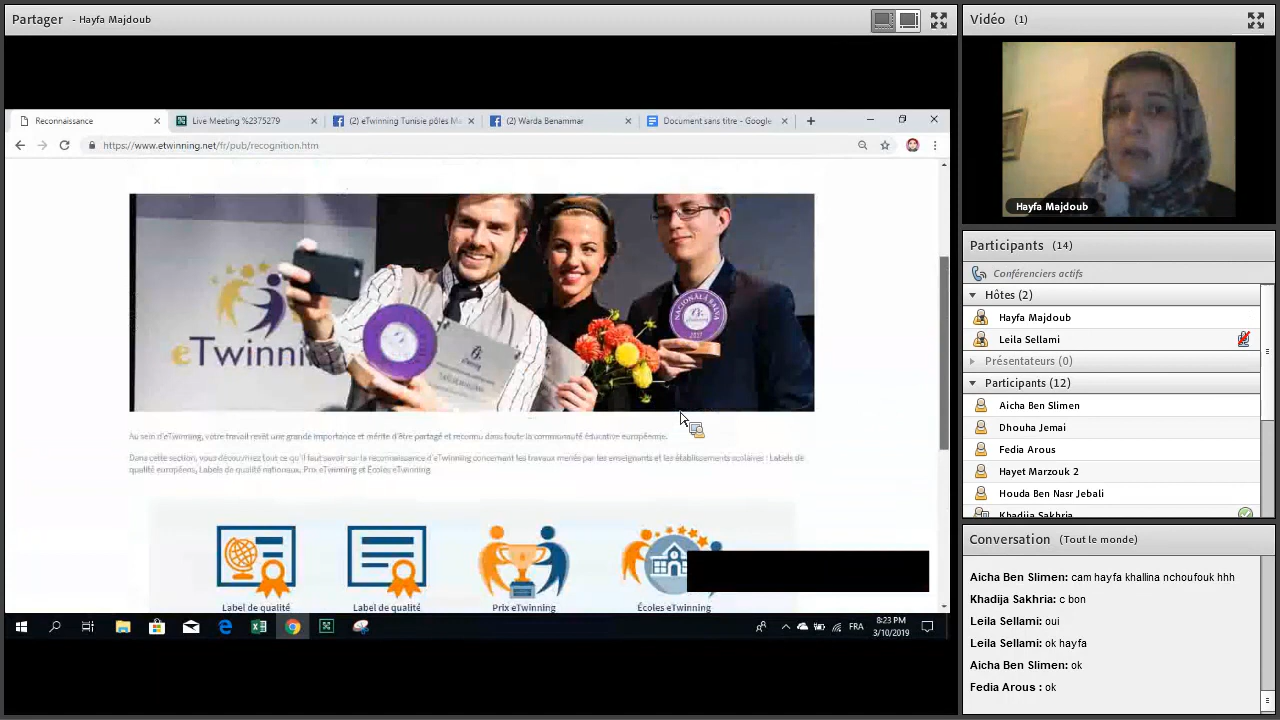 Partager - Hayfa Majdoub
Vidéo (1)
Reconnaissance
Live Meeting %2375279
(2) eTwinning Tunisie pôles M
(2) Warda Benammar
Document sans titre - Google
https://www.etwinning.net/fr/pub/recognition.htm
eTwinni
NACIONALĀ BALVA
2017
Au sein d'eTwinning, votre travail revêt une grande importance et mérite d'être partagé et reconnu dans toute la communauté éducative européenne.
Dans cette section, vous découvrirez tout ce qu'il faut savoir sur la reconnaissance d'eTwinning concernant les travaux menés par les enseignants et les établissements scolaires : Labels de
qualité européens, Labels de qualité nationaux, Prix eTwinning et Écoles eTwinning.
Label de qualité
Label de qualité
Prix eTwinning
Écoles eTwinning
FRA
8:23 PM
3/10/2019
Hayfa Majdoub
Participants (14)
Conférenciers actifs
Hôtes (2)
Hayfa Majdoub
Leila Sellami
Présentateurs (0)
Participants (12)
Aicha Ben Slimen
Dhouha Jemai
Fedia Arous
Hayet Marzouk 2
Houda Ben Nasr Jebali
Khadija Sakhria
Conversation (Tout le monde)
Aicha Ben Slimen: cam hayfa khallina nchoufou wjh
Khadija Sakhria: c bon
Leila Sellami: oui
Leila Sellami: ok hayfa
Aicha Ben Slimen: ok
Fedia Arous : ok